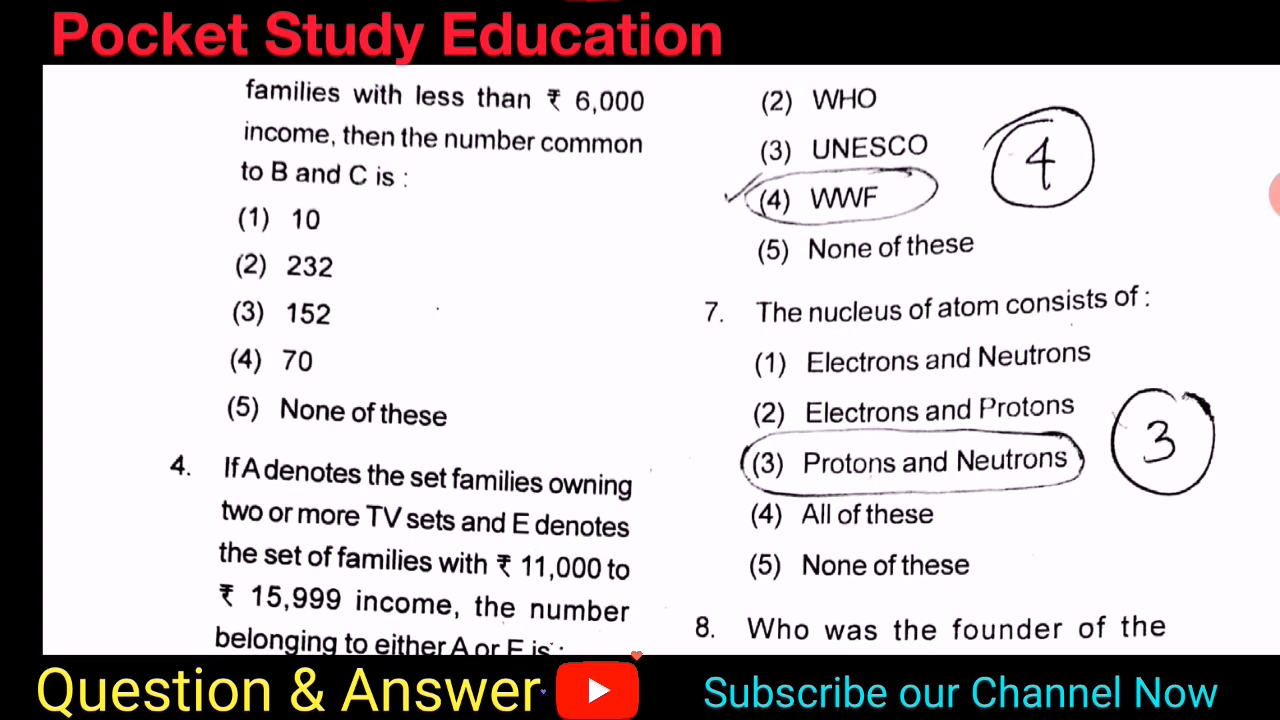 Pocket Study Education
families with less than ₹ 6,000
income, then the number common
to B and C is :
(1) 10
(2) 232
(3) 152
(4) 70
(5) None of these
4. If A denotes the set families owning
two or more TV sets and E denotes
the set of families with ₹ 11,000 to
₹ 15,999 income, the number
belonging to either A or E is :
(2) WHO
(3) UNESCO
(4) WWF
4
(5) None of these
7. The nucleus of atom consists of :
(1) Electrons and Neutrons
(2) Electrons and Protons
(3) Protons and Neutrons
3
(4) All of these
(5) None of these
8. Who was the founder of the
Question & Answer
Subscribe our Channel Now